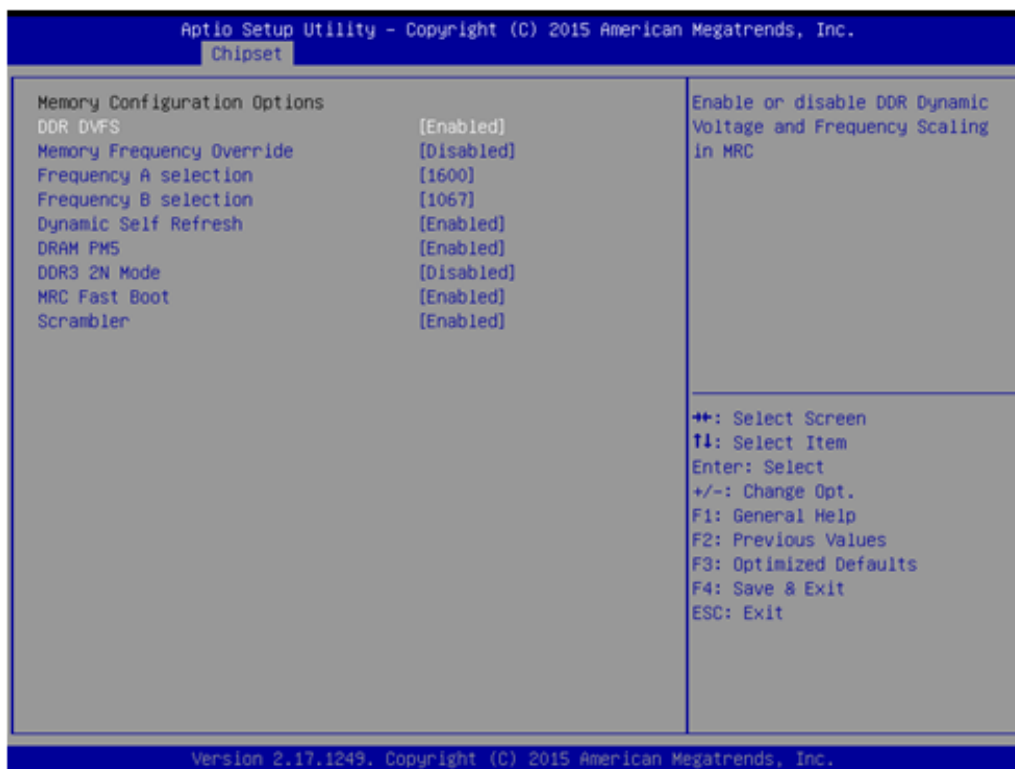 Aptio Setup Utility – Copyright (C) 2015 American Megatrends, Inc.
Chipset
Memory Configuration Options
DDR DVFS [Enabled]
Memory Frequency Override [Disabled]
Frequency A selection [1600]
Frequency B selection [1067]
Dynamic Self Refresh [Enabled]
DRAM PM5 [Enabled]
DDR3 2N Mode [Disabled]
MRC Fast Boot [Enabled]
Scrambler [Enabled]
Enable or disable DDR Dynamic
Voltage and Frequency Scaling
in MRC
→←: Select Screen
↑↓: Select Item
Enter: Select
+/-: Change Opt.
F1: General Help
F2: Previous Values
F3: Optimized Defaults
F4: Save & Exit
ESC: Exit
Version 2.17.1249. Copyright (C) 2015 American Megatrends, Inc.